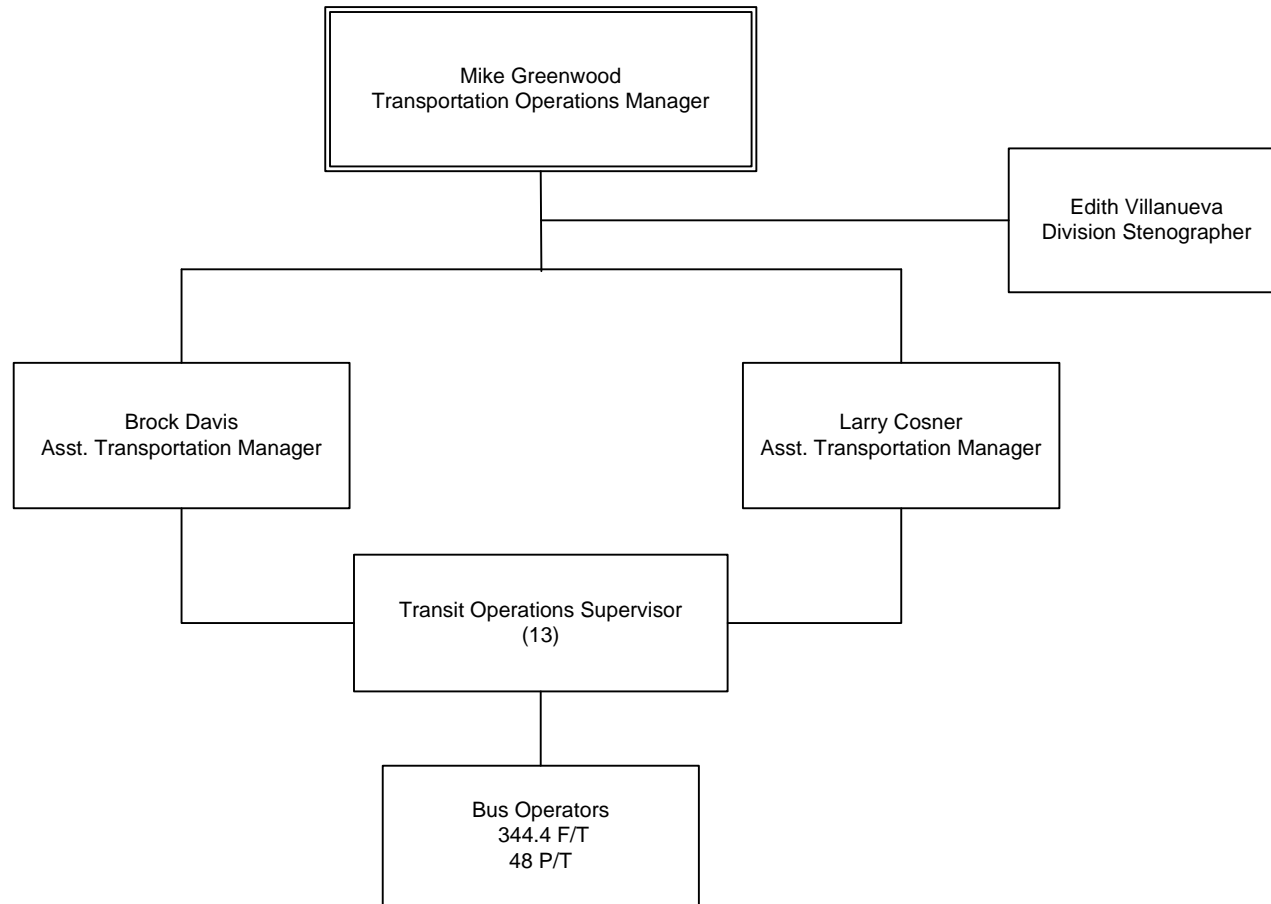 Mike Greenwood
Transportation Operations Manager
Edith Villanueva
Division Stenographer
Brock Davis
Asst. Transportation Manager
Larry Cosner
Asst. Transportation Manager
Transit Operations Supervisor
(13)
Bus Operators
344.4 F/T
48 P/T